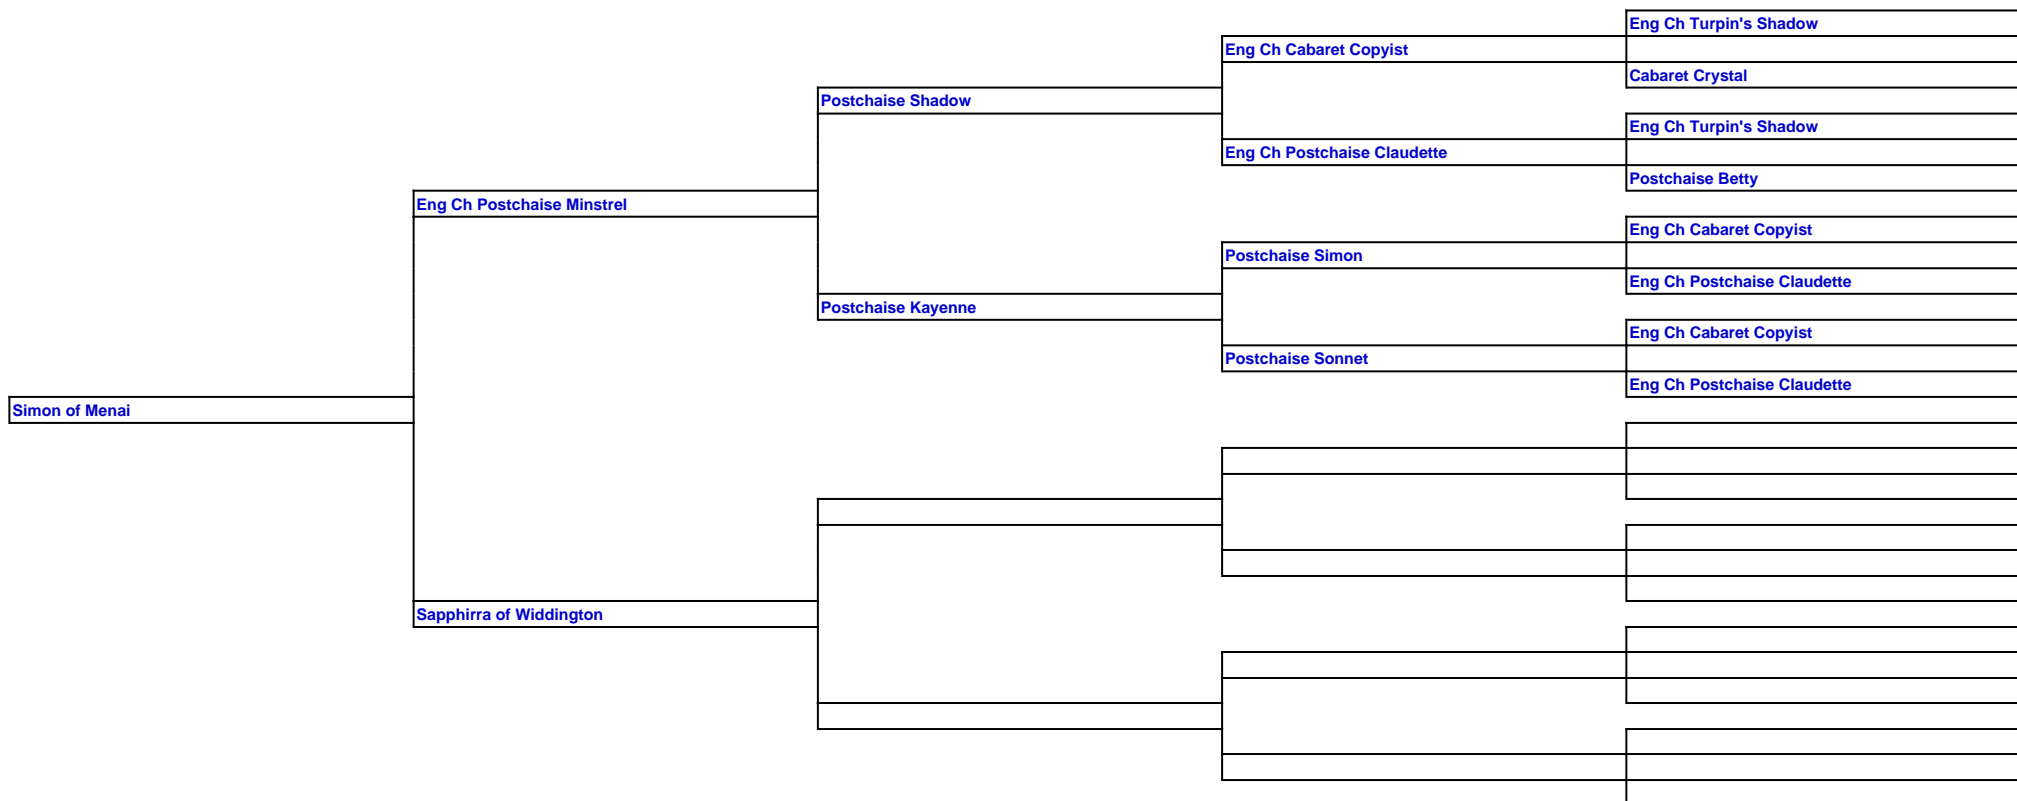 Eng Ch Turpin's Shadow
Eng Ch Cabaret Copyist
Cabaret Crystal
Postchaise Shadow
Eng Ch Turpin's Shadow
Eng Ch Postchaise Claudette
Postchaise Betty
Eng Ch Postchaise Minstrel
Eng Ch Cabaret Copyist
Postchaise Simon
Eng Ch Postchaise Claudette
Postchaise Kayenne
Eng Ch Cabaret Copyist
Postchaise Sonnet
Eng Ch Postchaise Claudette
Simon of Menai
Sapphirra of Widdington